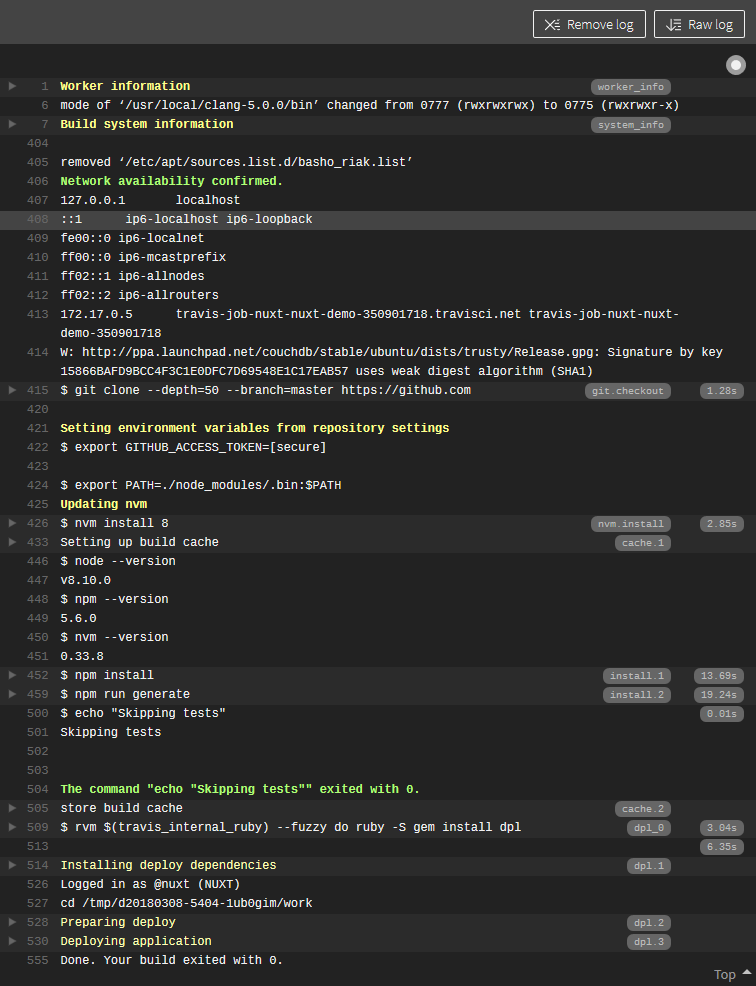 Remove log Raw log
1 Worker information worker_info
6 mode of ‘/usr/local/clang-5.0.0/bin’ changed from 0777 (rwxrwxrwx) to 0775 (rwxrwxr-x)
7 Build system information system_info
404
405 removed ‘/etc/apt/sources.list.d/basho_riak.list’
406 Network availability confirmed.
407 127.0.0.1 localhost
408 ::1 ip6-localhost ip6-loopback
409 fe00::0 ip6-localnet
410 ff00::0 ip6-mcastprefix
411 ff02::1 ip6-allnodes
412 ff02::2 ip6-allrouters
413 172.17.0.5 travis-job-nuxt-nuxt-demo-350901718.travisci.net travis-job-nuxt-nuxt-
demo-350901718
414 W: http://ppa.launchpad.net/couchdb/stable/ubuntu/dists/trusty/Release.gpg: Signature by key
15866BAFD9BCC4F3C1E0DFC7D69548E1C17EAB57 uses weak digest algorithm (SHA1)
415 $ git clone --depth=50 --branch=master https://github.com git.checkout 1.28s
420
421 Setting environment variables from repository settings
422 $ export GITHUB_ACCESS_TOKEN=[secure]
423
424 $ export PATH=./node_modules/.bin:$PATH
425 Updating nvm
426 $ nvm install 8 nvm.install 2.85s
433 Setting up build cache cache.1
446 $ node --version
447 v8.10.0
448 $ npm --version
449 5.6.0
450 $ nvm --version
451 0.33.8
452 $ npm install install.1 13.69s
459 $ npm run generate install.2 19.24s
500 $ echo "Skipping tests" 0.01s
501 Skipping tests
502
503
504 The command "echo "Skipping tests"" exited with 0.
505 store build cache cache.2
509 $ rvm $(travis_internal_ruby) --fuzzy do ruby -S gem install dpl dpl_0 3.04s
513 6.35s
514 Installing deploy dependencies dpl.1
526 Logged in as @nuxt (NUXT)
527 cd /tmp/d20180308-5404-1ub0gim/work
528 Preparing deploy dpl.2
530 Deploying application dpl.3
555 Done. Your build exited with 0.
Top